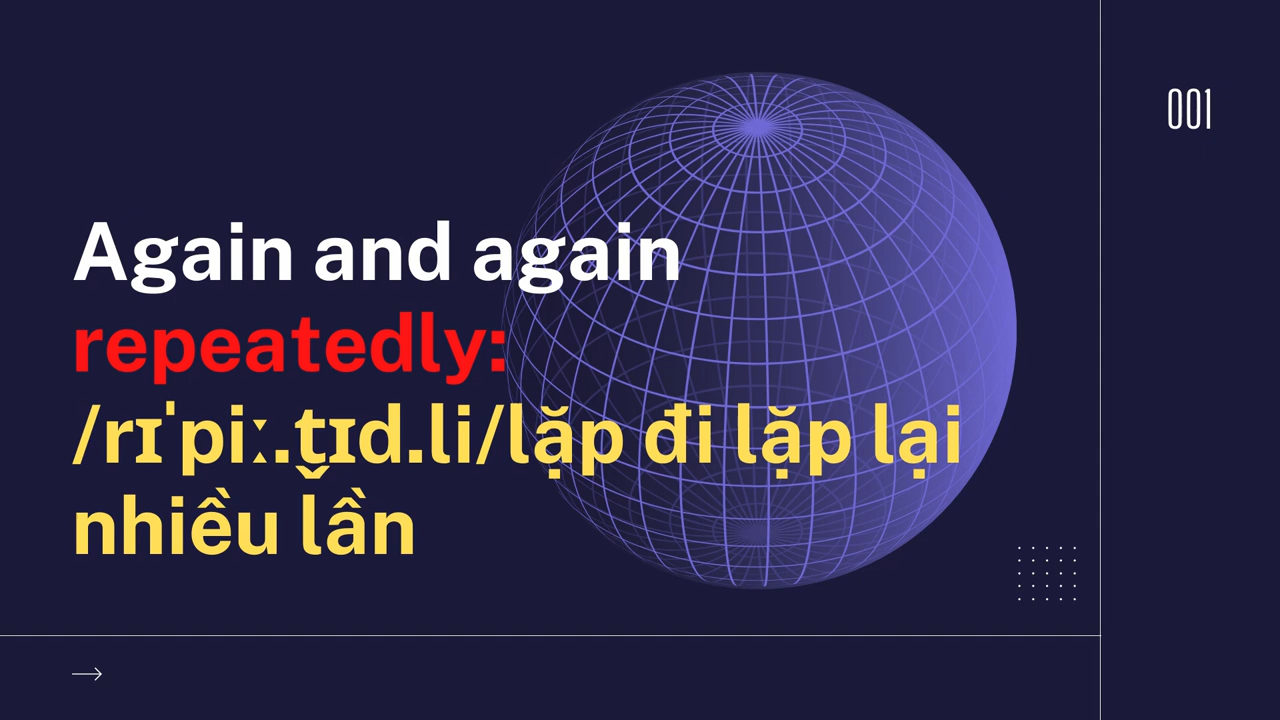 001
Again and again
repeatedly:
/rɪˈpiː.t̬ɪd.li/lặp đi lặp lại
nhiều lần